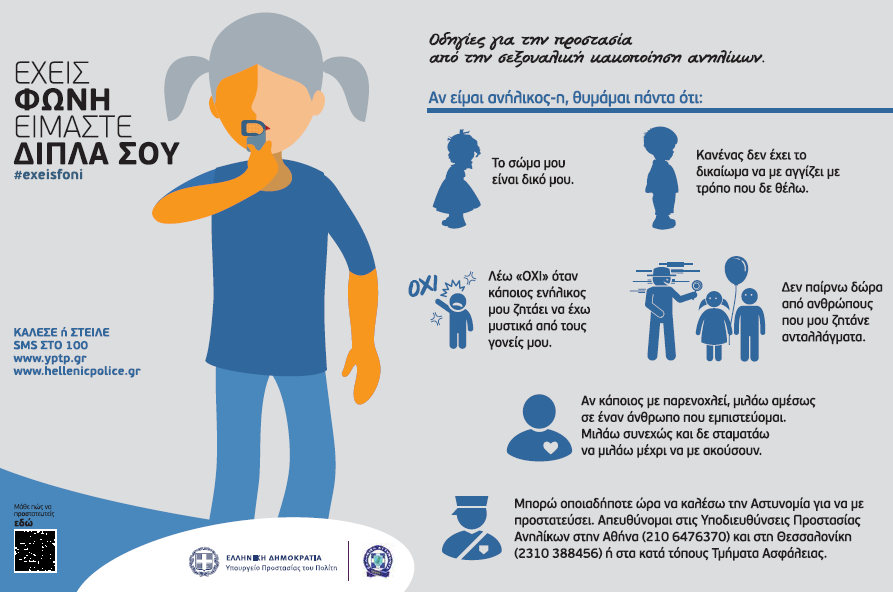 ΕΧΕΙΣ
ΦΩΝΗ
ΕΙΜΑΣΤΕ
ΔΙΠΛΑ ΣΟΥ
#exeisfoni
ΚΑΛΕΣΕ ή ΣΤΕΙΛΕ
SMS ΣΤΟ 100
www.yptp.gr
www.hellenicpolice.gr
Μάθε πώς να
προστατευτείς
εδώ
ΕΛΛΗΝΙΚΗ ΔΗΜΟΚΡΑΤΙΑ
Υπουργείο Προστασίας του Πολίτη
Οδηγίες για την προστασία
από την σεξουαλική κακοποίηση ανηλίκων.
Αν είμαι ανήλικος-η, θυμάμαι πάντα ότι:
Το σώμα μου
είναι δικό μου.
Κανένας δεν έχει το
δικαίωμα να με αγγίζει με
τρόπο που δε θέλω.
ΟΧΙ
Λέω «ΟΧΙ» όταν
κάποιος ενήλικος
μου ζητάει να έχω
μυστικά από τους
γονείς μου.
Δεν παίρνω δώρα
από ανθρώπους
που μου ζητάνε
ανταλλάγματα.
Αν κάποιος με παρενοχλεί, μιλάω αμέσως
σε έναν άνθρωπο που εμπιστεύομαι.
Μιλάω συνεχώς και δε σταματάω
να μιλάω μέχρι να με ακούσουν.
Μπορώ οποιαδήποτε ώρα να καλέσω την Αστυνομία για να με
προστατεύσει. Απευθύνομαι στις Υποδιευθύνσεις Προστασίας
Ανηλίκων στην Αθήνα (210 6476370) και στη Θεσσαλονίκη
(2310 388456) ή στα κατά τόπους Τμήματα Ασφάλειας.